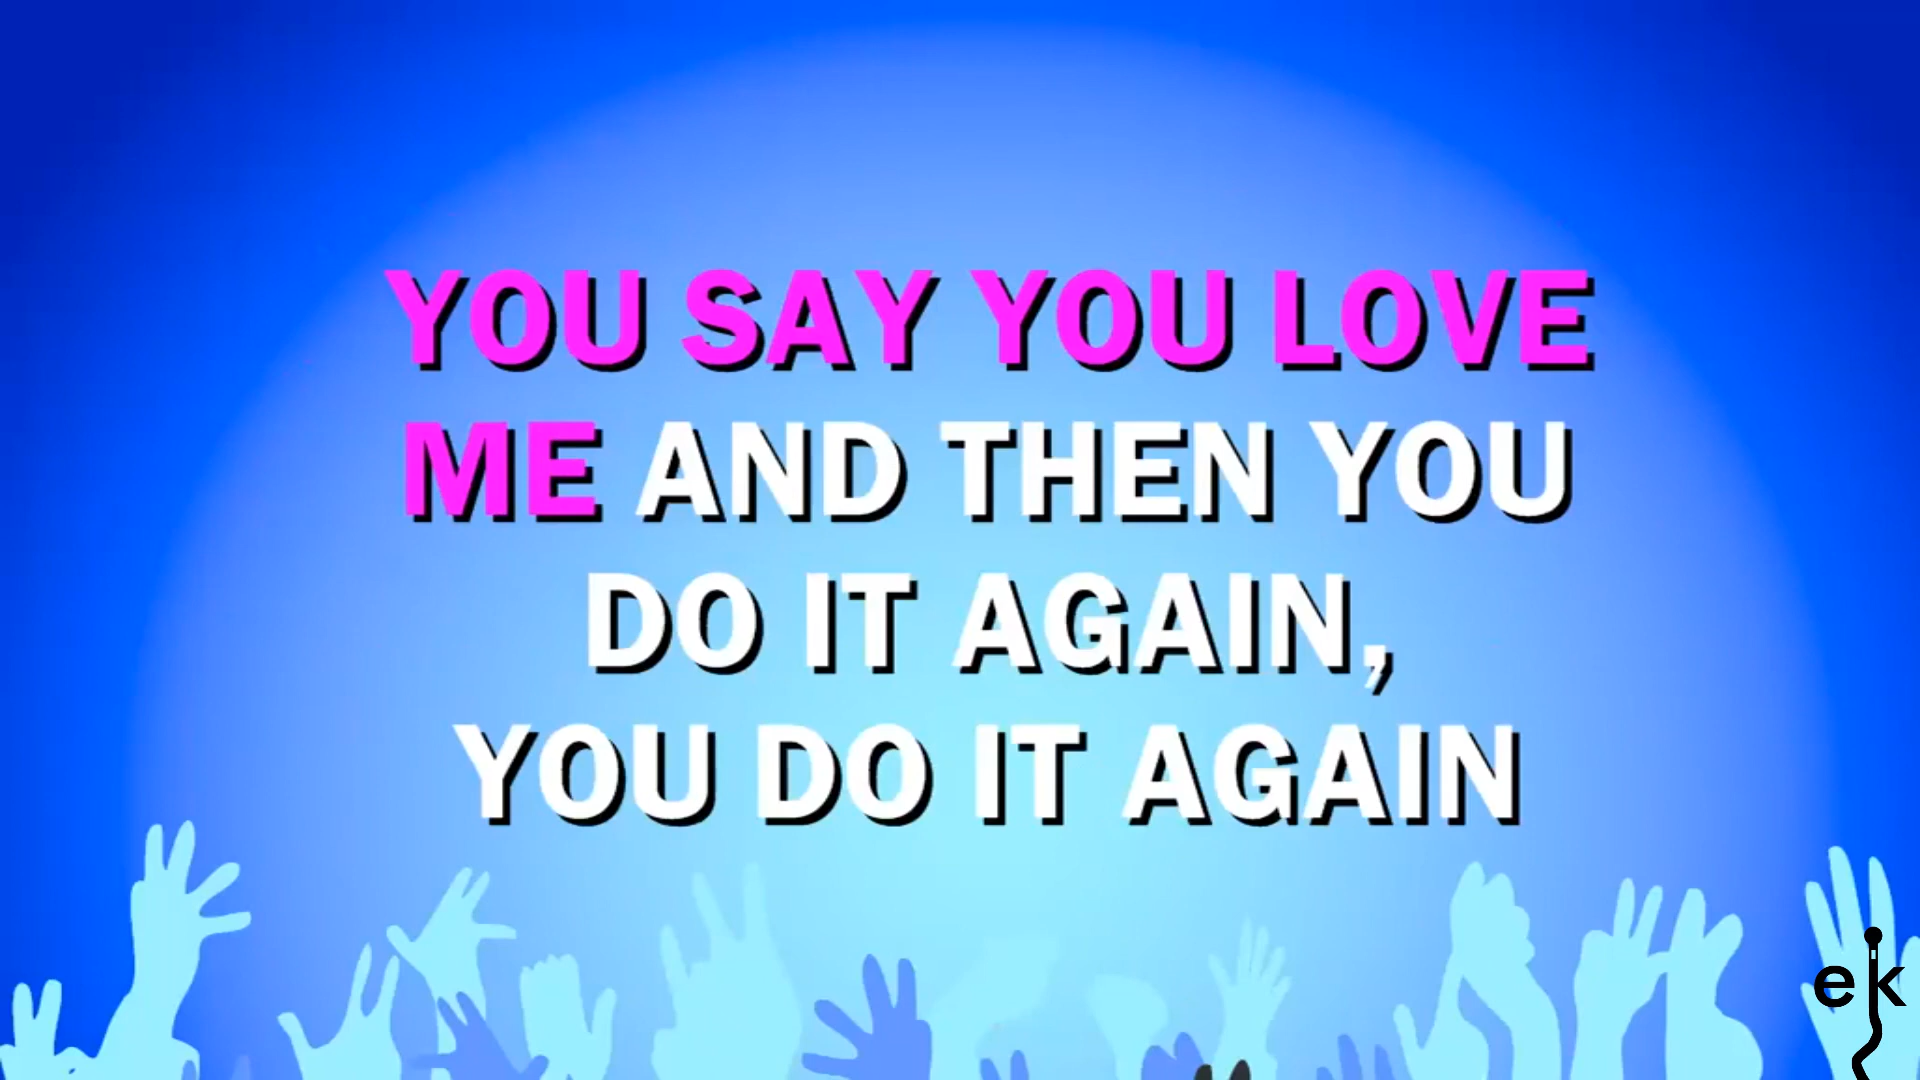 YOU SAY YOU LOVE
ME AND THEN YOU
DO IT AGAIN,
YOU DO IT AGAIN
ek